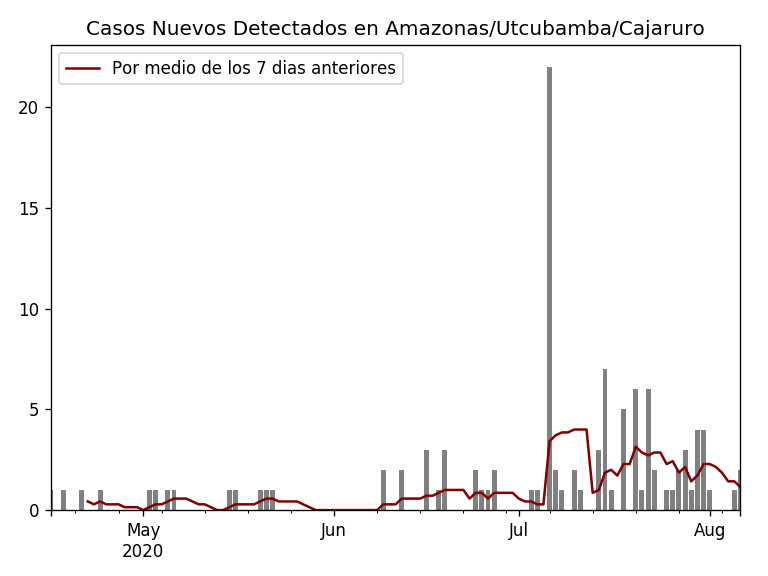 Casos Nuevos Detectados en Amazonas/Utcubamba/Cajaruro
Por medio de los 7 dias anteriores
20
15
10
5
0
May Jun Jul Aug
2020